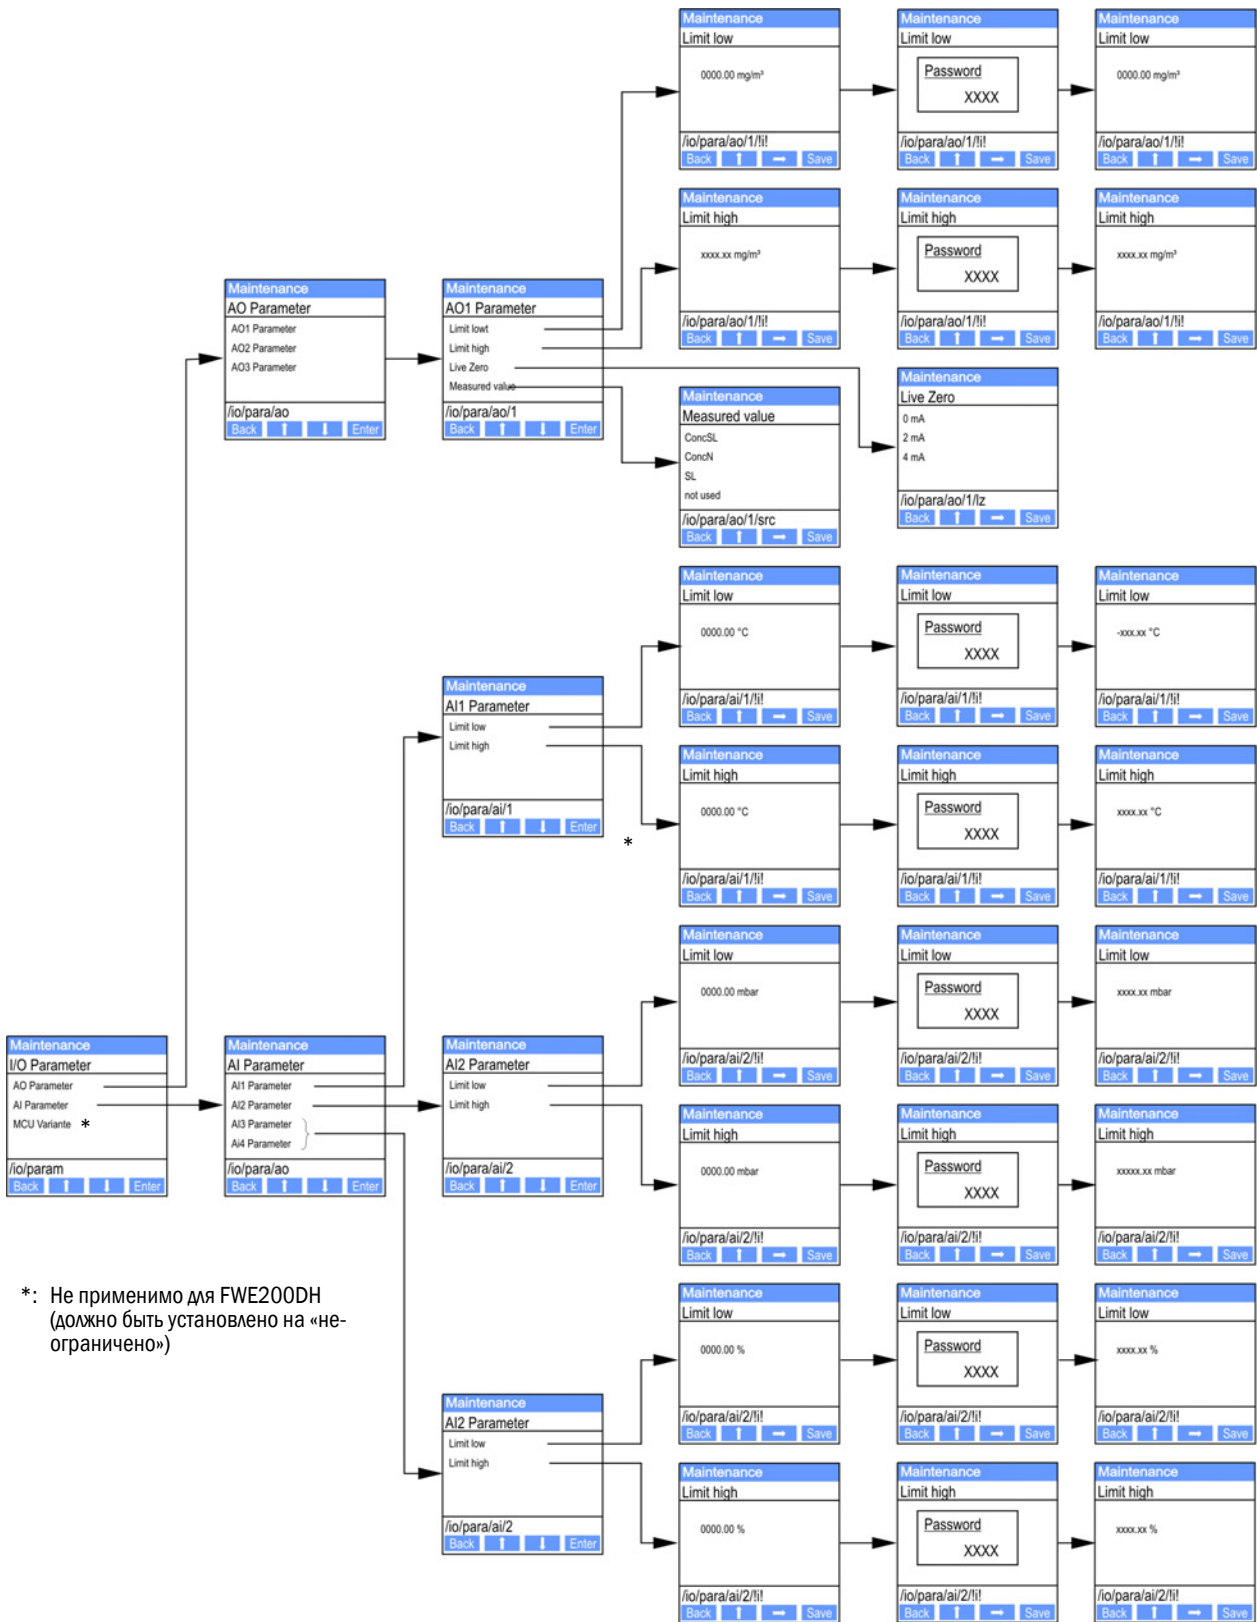 Maintenance
Limit low
0000.00 mg/m³
/io/para/ao/1/!i!
Back Save
Maintenance
Limit low
Password
XXXX
/io/para/ao/1/!i!
Back Save
Maintenance
Limit low
0000.00 mg/m³
/io/para/ao/1/!i!
Back Save
Maintenance
Limit high
xxxx.xx mg/m³
/io/para/ao/1/!i!
Back Save
Maintenance
Limit high
Password
XXXX
/io/para/ao/1/!i!
Back Save
Maintenance
Limit high
xxxx.xx mg/m³
/io/para/ao/1/!i!
Back Save
Maintenance
AO Parameter
AO1 Parameter
AO2 Parameter
AO3 Parameter
/io/para/ao
Back Enter
Maintenance
AO1 Parameter
Limit lowt
Limit high
Live Zero
Measured value
/io/para/ao/1
Back Enter
Maintenance
Measured value
ConcSL
ConcN
SL
not used
/io/para/ao/1/src
Back Save
Maintenance
Live Zero
0 mA
2 mA
4 mA
/io/para/ao/1/lz
Back Save
Maintenance
Limit low
0000.00 °C
/io/para/ai/1/!i!
Back Save
Maintenance
Limit low
Password
XXXX
/io/para/ai/1/!i!
Back Save
Maintenance
Limit low
-xxx.xx °C
/io/para/ai/1/!i!
Back Save
Maintenance
AI1 Parameter
Limit low
Limit high
/io/para/ai/1
Back Enter
*
Maintenance
Limit high
0000.00 °C
/io/para/ai/1/!i!
Back Save
Maintenance
Limit high
Password
XXXX
/io/para/ai/1/!i!
Back Save
Maintenance
Limit high
xxxx.xx °C
/io/para/ai/1/!i!
Back Save
Maintenance
Limit low
0000.00 mbar
/io/para/ai/2/!i!
Back Save
Maintenance
Limit low
Password
XXXX
/io/para/ai/2/!i!
Back Save
Maintenance
Limit low
xxxx.xx mbar
/io/para/ai/2/!i!
Back Save
Maintenance
I/O Parameter
AO Parameter
AI Parameter
MCU Variante *
/io/param
Back Enter
Maintenance
AI Parameter
AI1 Parameter
AI2 Parameter
AI3 Parameter
Ai4 Parameter
/io/para/ao
Back Enter
Maintenance
AI2 Parameter
Limit low
Limit high
/io/para/ai/2
Back Enter
Maintenance
Limit high
0000.00 mbar
/io/para/ai/2/!i!
Back Save
Maintenance
Limit high
Password
XXXX
/io/para/ai/2/!i!
Back Save
Maintenance
Limit high
xxxxx.xx mbar
/io/para/ai/2/!i!
Back Save
*: Не применимо для FWE200DH
(должно быть установлено на «не-
ограничено»)
Maintenance
Limit low
0000.00 %
/io/para/ai/2/!i!
Back Save
Maintenance
Limit low
Password
XXXX
/io/para/ai/2/!i!
Back Save
Maintenance
Limit low
xxxx.xx %
/io/para/ai/2/!i!
Back Save
Maintenance
AI2 Parameter
Limit low
Limit high
/io/para/ai/2
Back Enter
Maintenance
Limit high
0000.00 %
/io/para/ai/2/!i!
Back Save
Maintenance
Limit high
Password
XXXX
/io/para/ai/2/!i!
Back Save
Maintenance
Limit high
xxxx.xx %
/io/para/ai/2/!i!
Back Save